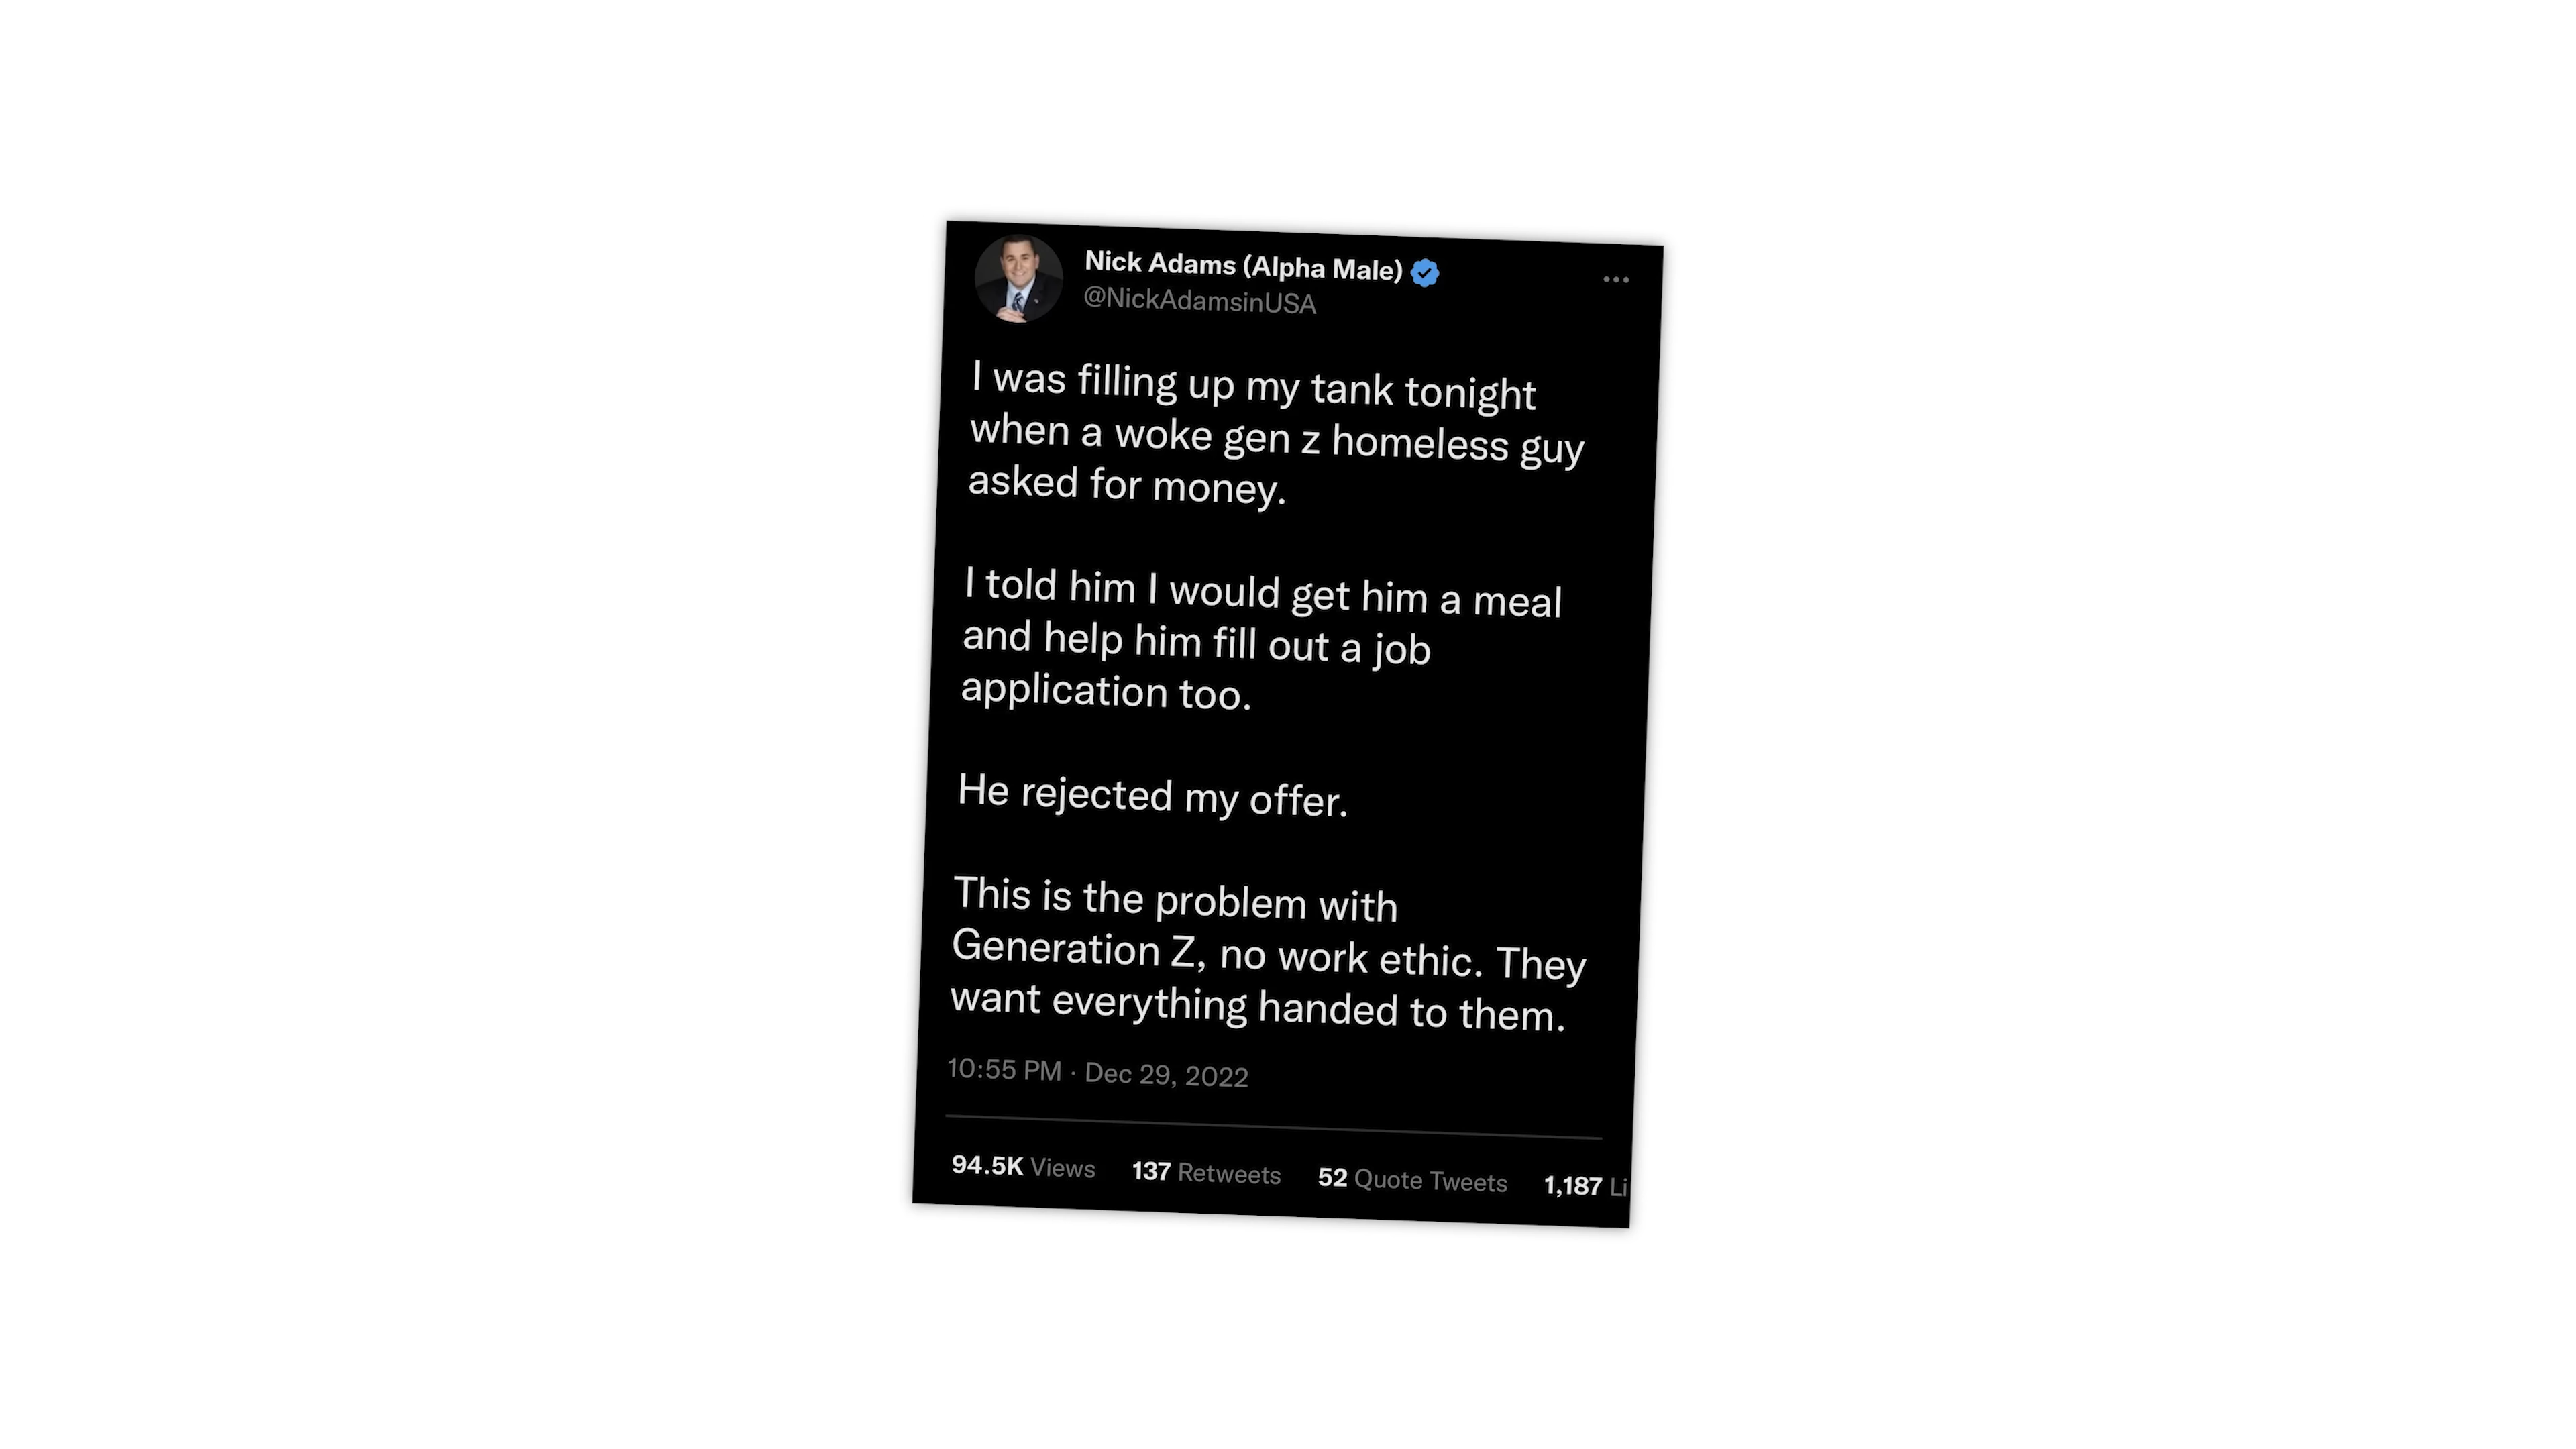 Nick Adams (Alpha Male)
@NickAdamsinUSA
I was filling up my tank tonight
when a woke gen z homeless guy
asked for money.
I told him I would get him a meal
and help him fill out a job
application too.
He rejected my offer.
This is the problem with
Generation Z, no work ethic. They
want everything handed to them.
10:55 PM · Dec 29, 2022
94.5K Views 137 Retweets 52 Quote Tweets 1,187 Li